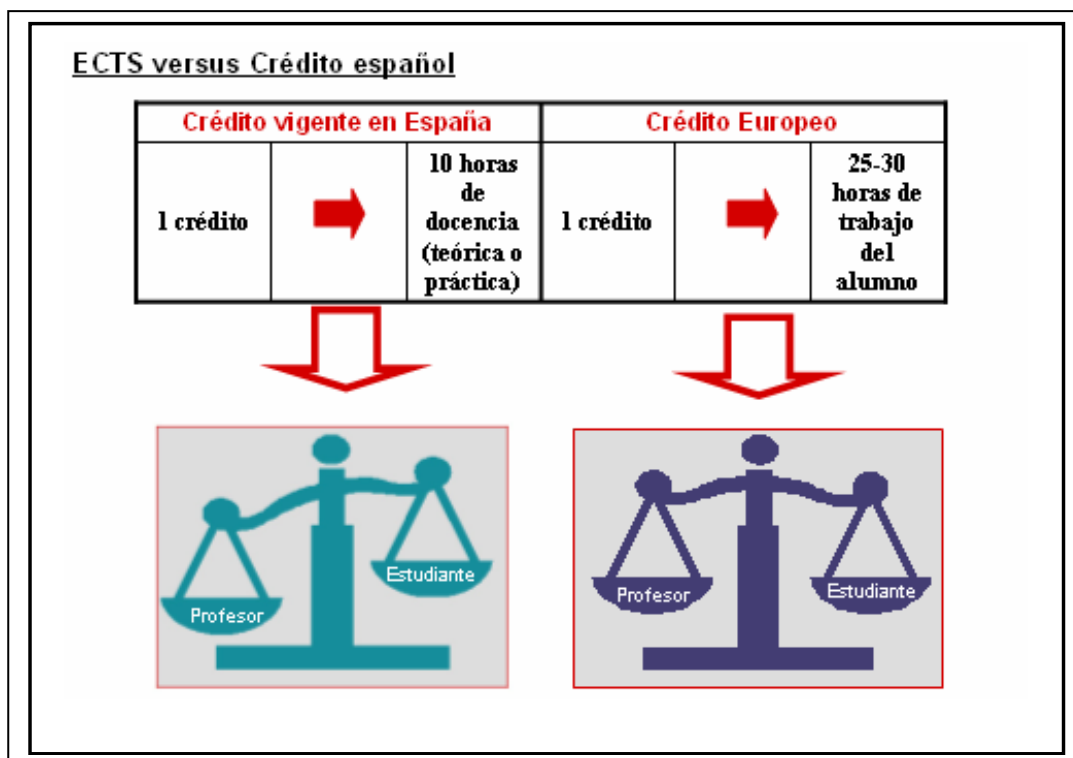 ECTS versus Crédito español
Crédito vigente en España
Crédito Europeo
1 crédito
10 horas
de
docencia
(teórica o
práctica)
1 crédito
25-30
horas de
trabajo
del
alumno
Profesor
Estudiante
Profesor
Estudiante